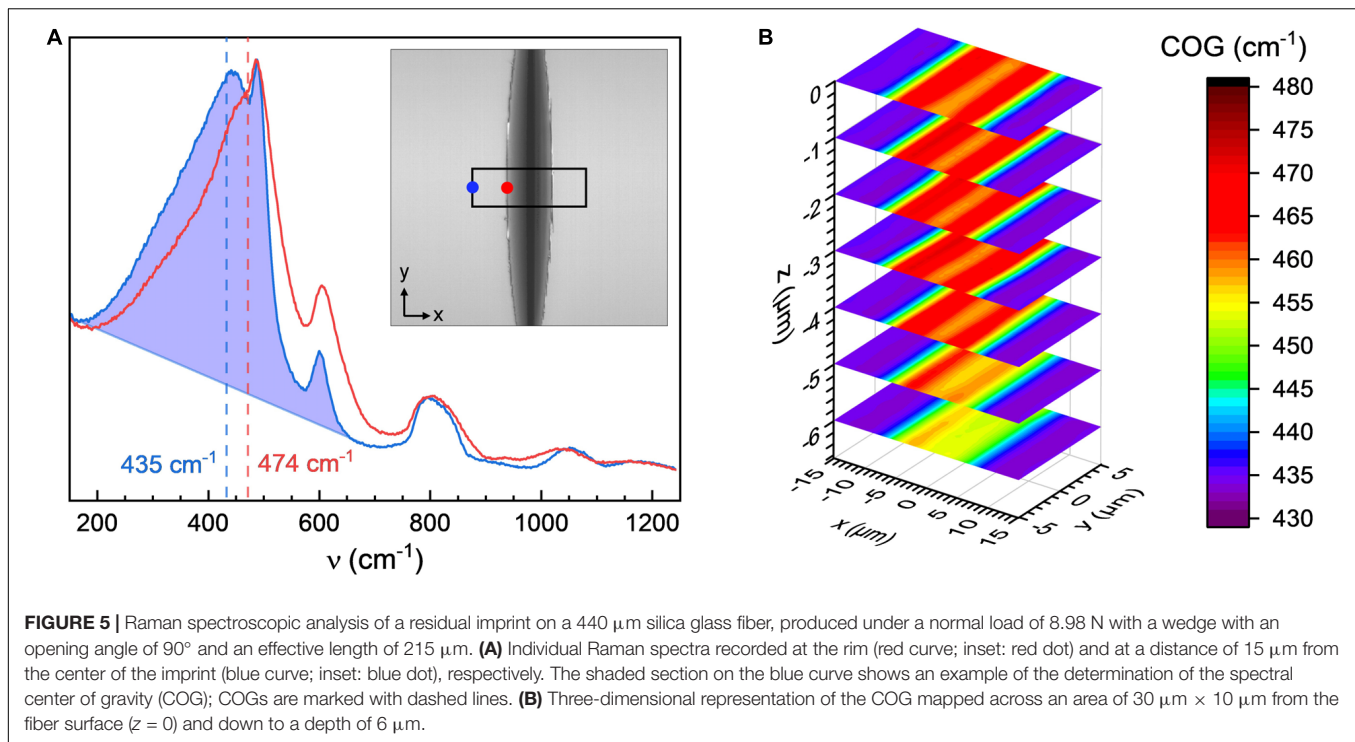 A
435 cm⁻¹
474 cm⁻¹
y
x
200
400
600
800
1000
1200
ν (cm⁻¹)
B
0
-1
-2
-3
-4
-5
-6
z (μm)
-15
-10
-5
0
5
10
15
x (μm)
-5
0
5
y (μm)
COG (cm⁻¹)
480
475
470
465
460
455
450
445
440
435
430
FIGURE 5 | Raman spectroscopic analysis of a residual imprint on a 440 μm silica glass fiber, produced under a normal load of 8.98 N with a wedge with an
opening angle of 90° and an effective length of 215 μm. (A) Individual Raman spectra recorded at the rim (red curve; inset: red dot) and at a distance of 15 μm from
the center of the imprint (blue curve; inset: blue dot), respectively. The shaded section on the blue curve shows an example of the determination of the spectral
center of gravity (COG); COGs are marked with dashed lines. (B) Three-dimensional representation of the COG mapped across an area of 30 μm × 10 μm from the
fiber surface (z = 0) and down to a depth of 6 μm.